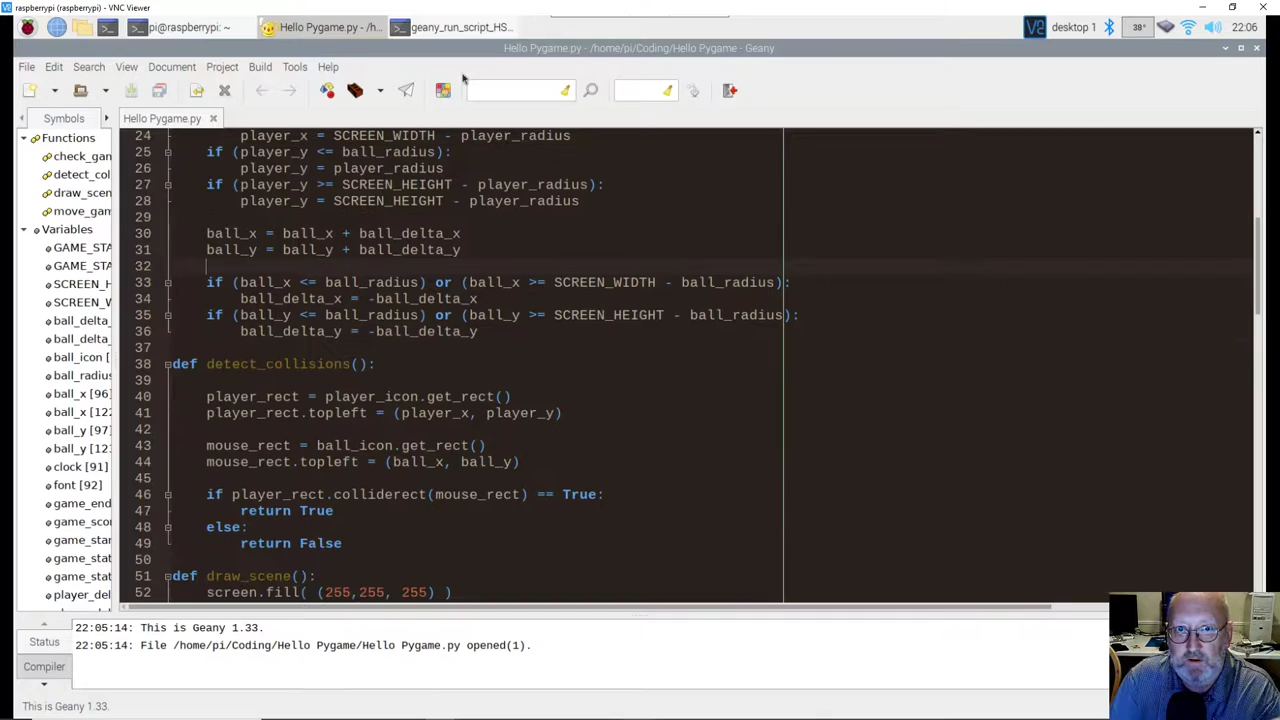 raspberrypi (raspberrypi) - VNC Viewer
pi@raspberrypi: ~
Hello Pygame.py - /h...
geany_run_script_HS...
desktop 1
38°
22:06
Hello Pygame.py - /home/pi/Coding/Hello Pygame - Geany
File Edit Search View Document Project Build Tools Help
Symbols
Hello Pygame.py
Functions
check_gan
detect_col
draw_scen
move_gam
Variables
GAME_STA
GAME_STA
SCREEN_H
SCREEN_W
ball_delta_
ball_delta_
ball_icon [
ball_radius
ball_x [96]
ball_x [122
ball_y [97]
ball_y [12
clock [91]
font [92]
game_end
game_scor
game_star
game_stat
player_del
24 player_x = SCREEN_WIDTH - player_radius
25 if (player_y <= ball_radius):
26 player_y = player_radius
27 if (player_y >= SCREEN_HEIGHT - player_radius):
28 player_y = SCREEN_HEIGHT - player_radius
29
30 ball_x = ball_x + ball_delta_x
31 ball_y = ball_y + ball_delta_y
32
33 if (ball_x <= ball_radius) or (ball_x >= SCREEN_WIDTH - ball_radius):
34 ball_delta_x = -ball_delta_x
35 if (ball_y <= ball_radius) or (ball_y >= SCREEN_HEIGHT - ball_radius):
36 ball_delta_y = -ball_delta_y
37
38 def detect_collisions():
39
40 player_rect = player_icon.get_rect()
41 player_rect.topleft = (player_x, player_y)
42
43 mouse_rect = ball_icon.get_rect()
44 mouse_rect.topleft = (ball_x, ball_y)
45
46 if player_rect.colliderect(mouse_rect) == True:
47 return True
48 else:
49 return False
50
51 def draw_scene():
52 screen.fill( (255,255, 255) )
Status
Compiler
22:05:14: This is Geany 1.33.
22:05:14: File /home/pi/Coding/Hello Pygame/Hello Pygame.py opened(1).
This is Geany 1.33.